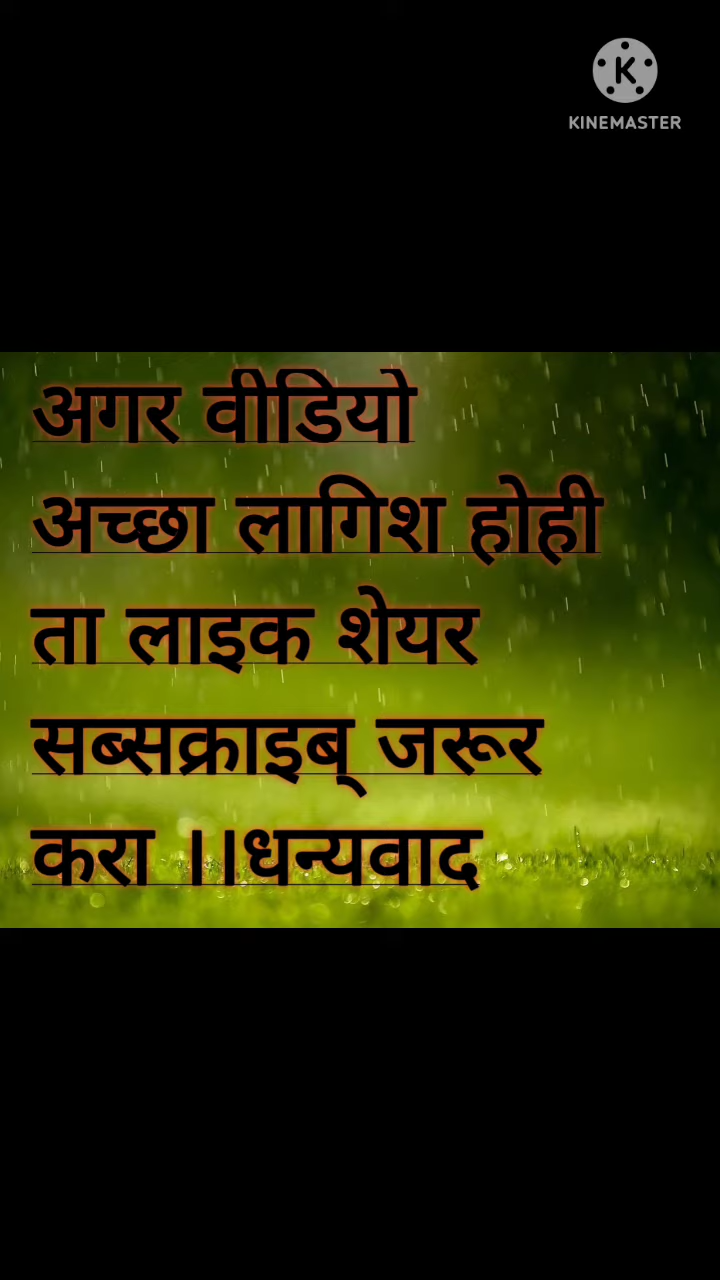 KINEMASTER
अगर वीडियो
अच्छा लागिश होही
ता लाइक शेयर
सब्सक्राइब् जरूर
करा ।।धन्यवाद